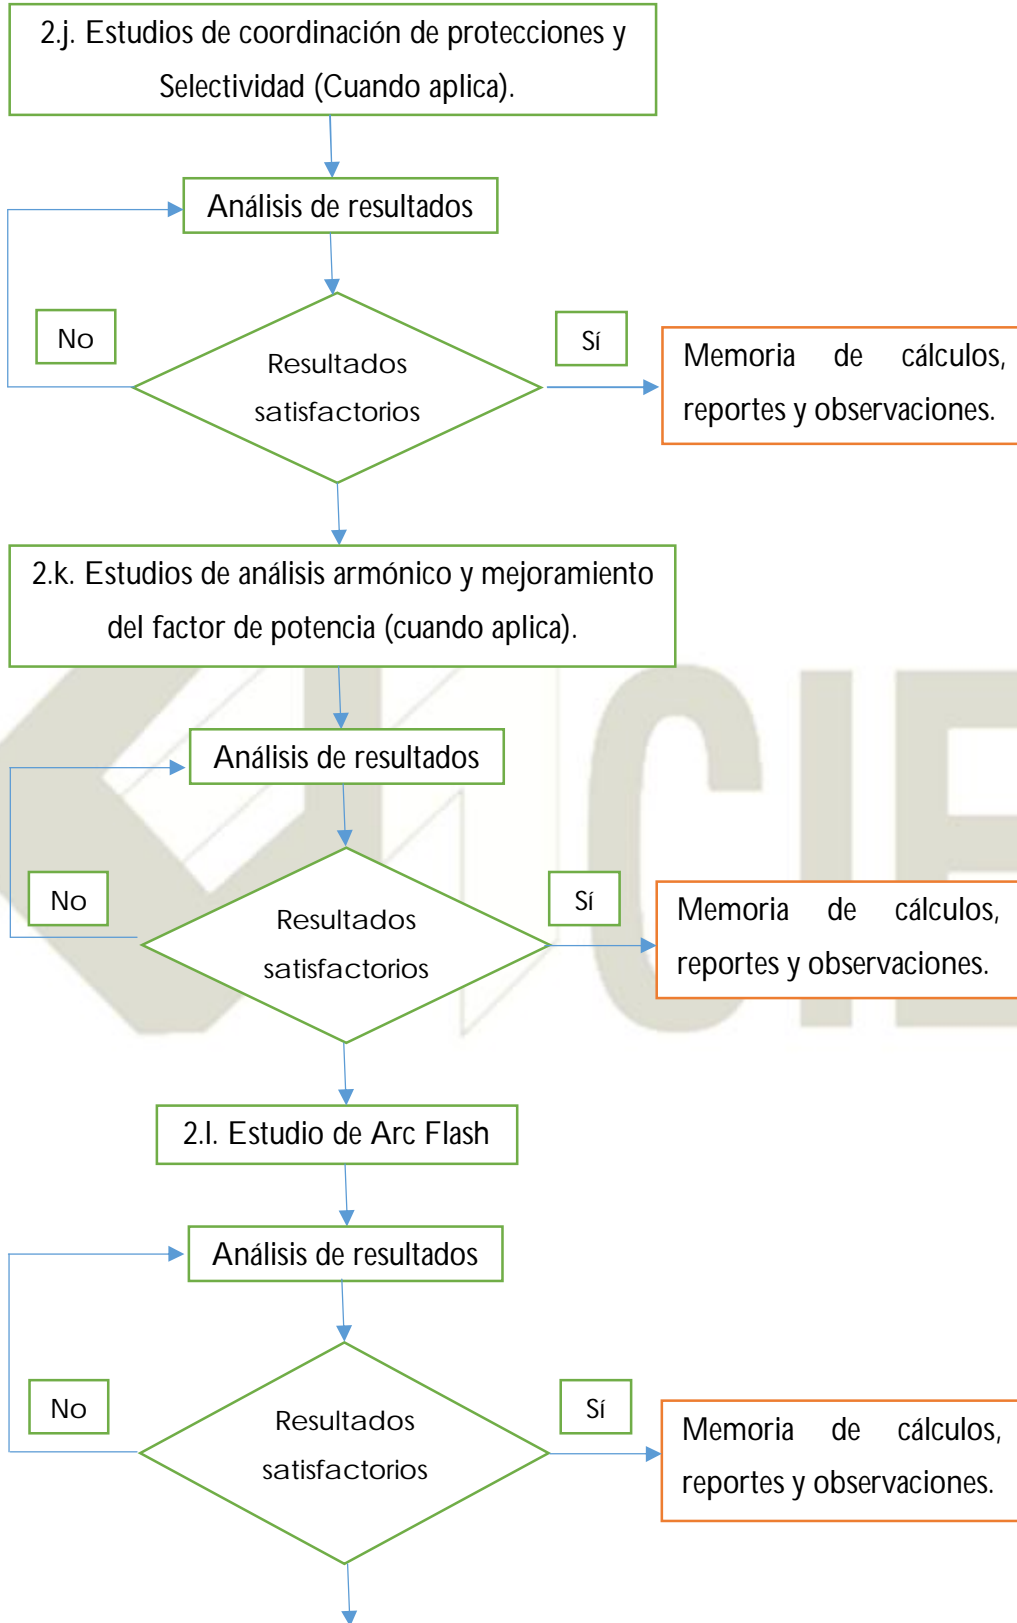 2.j. Estudios de coordinación de protecciones y
Selectividad (Cuando aplica).
Análisis de resultados
No
Sí
Resultados
satisfactorios
Memoria de cálculos,
reportes y observaciones.
2.k. Estudios de análisis armónico y mejoramiento
del factor de potencia (cuando aplica).
Análisis de resultados
No
Sí
Resultados
satisfactorios
Memoria de cálculos,
reportes y observaciones.
CIE
2.l. Estudio de Arc Flash
Análisis de resultados
No
Sí
Resultados
satisfactorios
Memoria de cálculos,
reportes y observaciones.